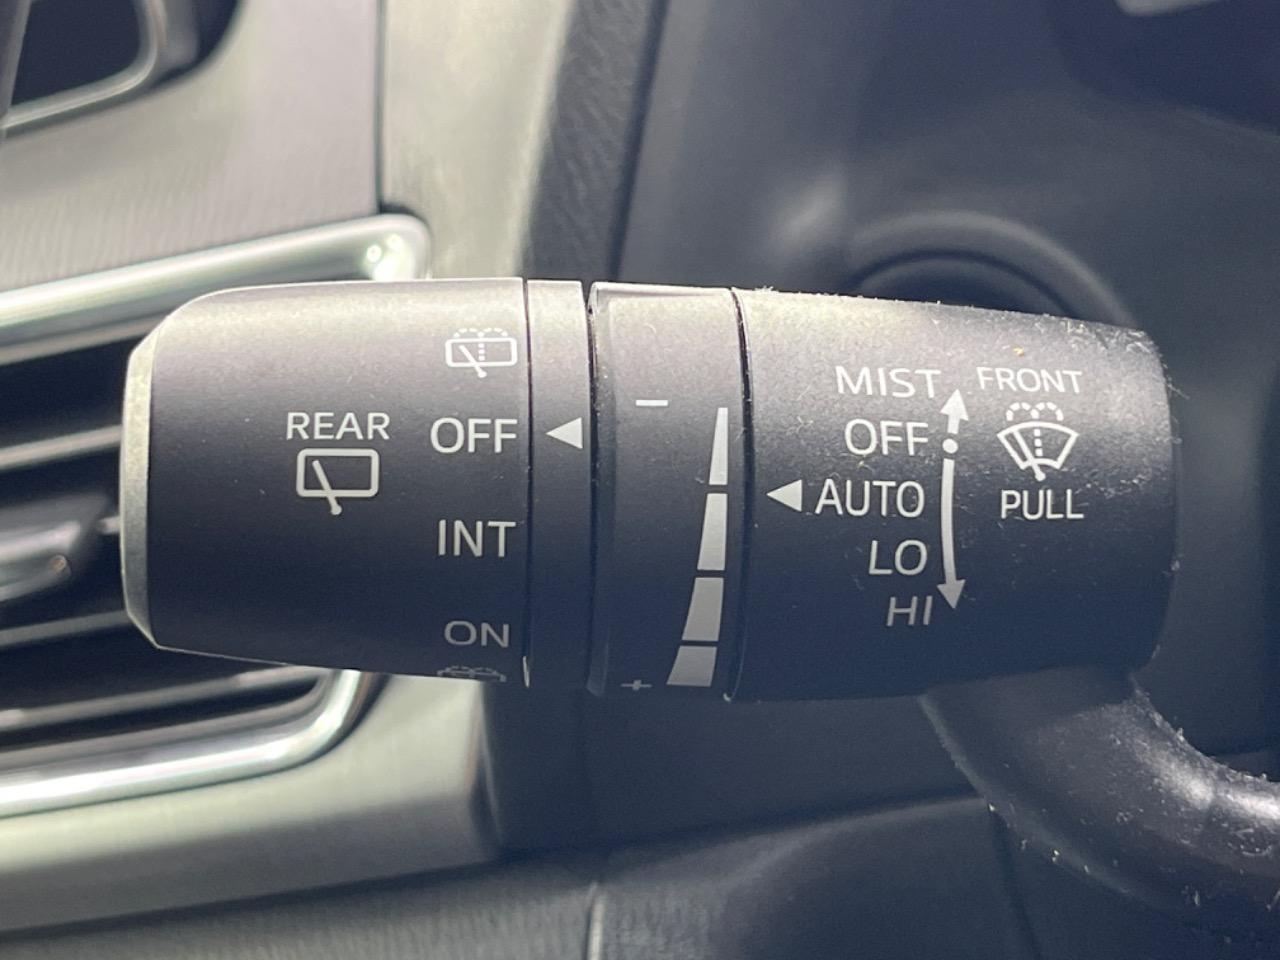 REAR
OFF
INT
ON
−
+
MIST
OFF
AUTO
LO
HI
FRONT
PULL